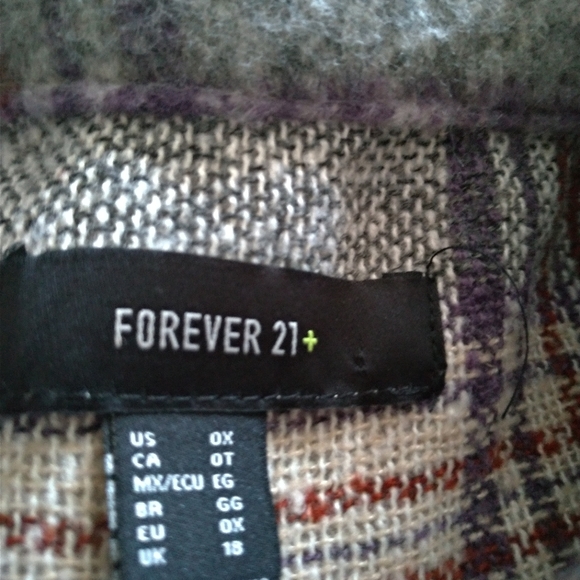 FOREVER 21+
US 0X
CA 0T
MX/ECU EG
BR GG
EU 0X
UK 18